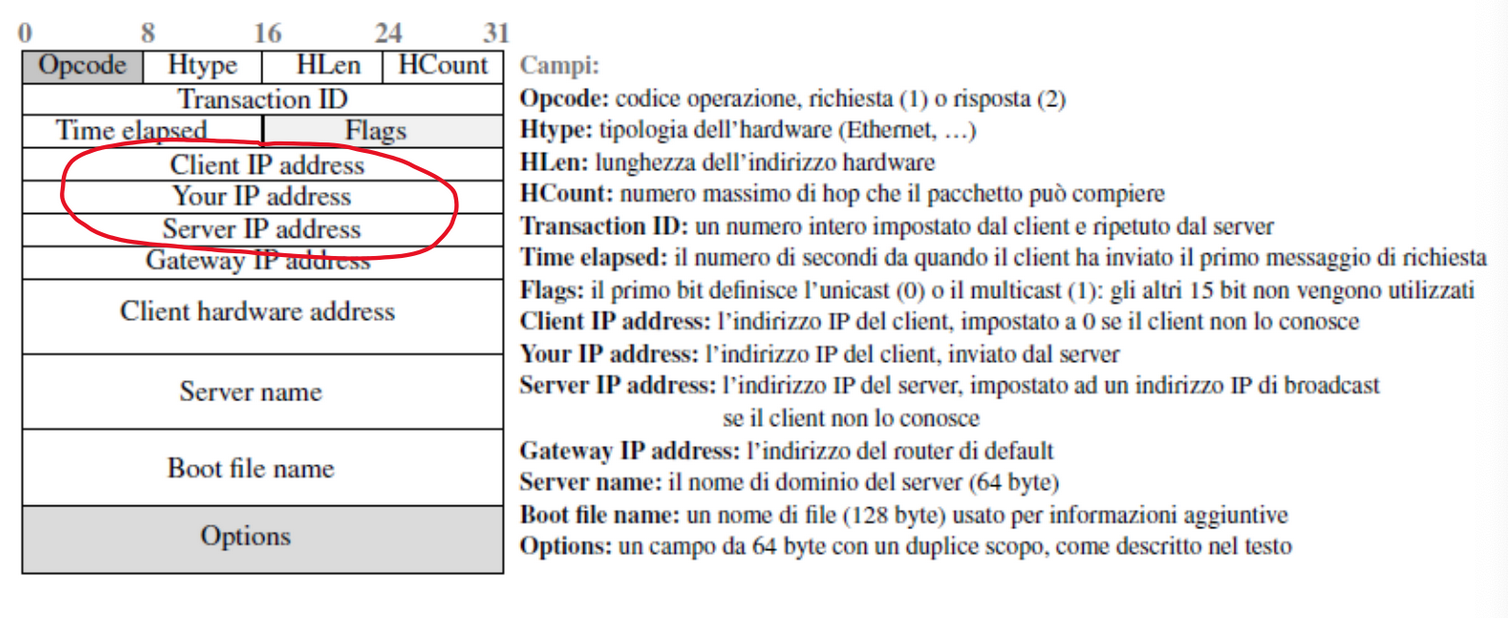 0 8 16 24 31
Opcode Htype HLen HCount
Transaction ID
Time elapsed Flags
Client IP address
Your IP address
Server IP address
Gateway IP address
Client hardware address
Server name
Boot file name
Options
Campi:
Opcode: codice operazione, richiesta (1) o risposta (2)
Htype: tipologia dell'hardware (Ethernet, …)
HLen: lunghezza dell'indirizzo hardware
HCount: numero massimo di hop che il pacchetto può compiere
Transaction ID: un numero intero impostato dal client e ripetuto dal server
Time elapsed: il numero di secondi da quando il client ha inviato il primo messaggio di richiesta
Flags: il primo bit definisce l'unicast (0) o il multicast (1): gli altri 15 bit non vengono utilizzati
Client IP address: l'indirizzo IP del client, impostato a 0 se il client non lo conosce
Your IP address: l'indirizzo IP del client, inviato dal server
Server IP address: l'indirizzo IP del server, impostato ad un indirizzo IP di broadcast
se il client non lo conosce
Gateway IP address: l'indirizzo del router di default
Server name: il nome di dominio del server (64 byte)
Boot file name: un nome di file (128 byte) usato per informazioni aggiuntive
Options: un campo da 64 byte con un duplice scopo, come descritto nel testo